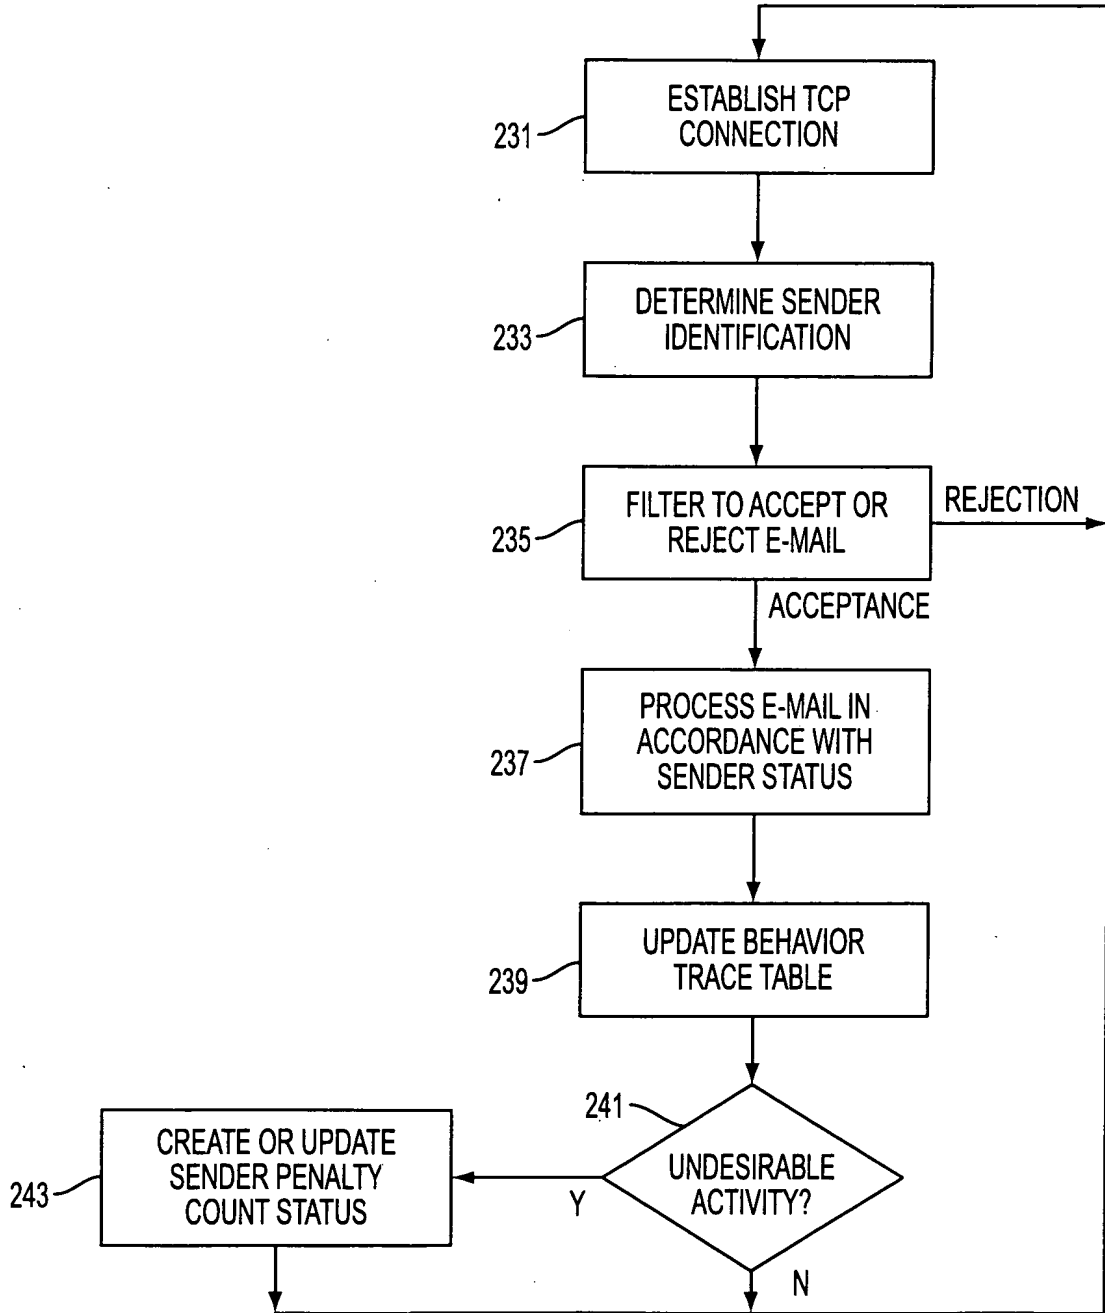 231
ESTABLISH TCP
CONNECTION
233
DETERMINE SENDER
IDENTIFICATION
235
FILTER TO ACCEPT OR
REJECT E-MAIL
REJECTION
ACCEPTANCE
237
PROCESS E-MAIL IN
ACCORDANCE WITH
SENDER STATUS
239
UPDATE BEHAVIOR
TRACE TABLE
241
UNDESIRABLE
ACTIVITY?
Y
N
243
CREATE OR UPDATE
SENDER PENALTY
COUNT STATUS